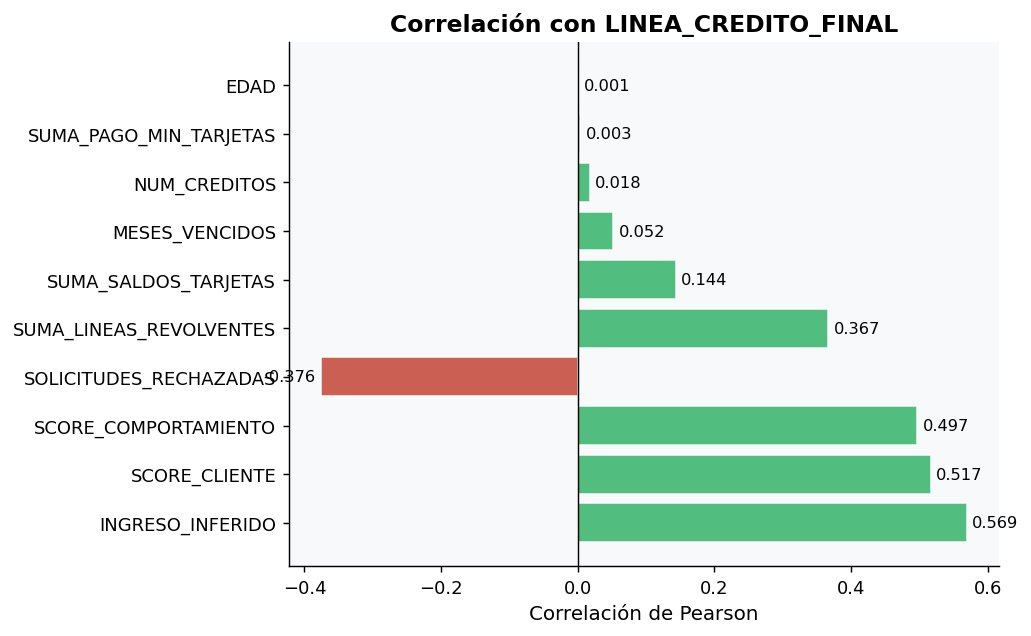 Correlación con LINEA_CREDITO_FINAL
EDAD 0.001
SUMA_PAGO_MIN_TARJETAS 0.003
NUM_CREDITOS 0.018
MESES_VENCIDOS 0.052
SUMA_SALDOS_TARJETAS 0.144
SUMA_LINEAS_REVOLVENTES 0.367
SOLICITUDES_RECHAZADAS −0.376
SCORE_COMPORTAMIENTO 0.497
SCORE_CLIENTE 0.517
INGRESO_INFERIDO 0.569
−0.4 −0.2 0.0 0.2 0.4 0.6
Correlación de Pearson